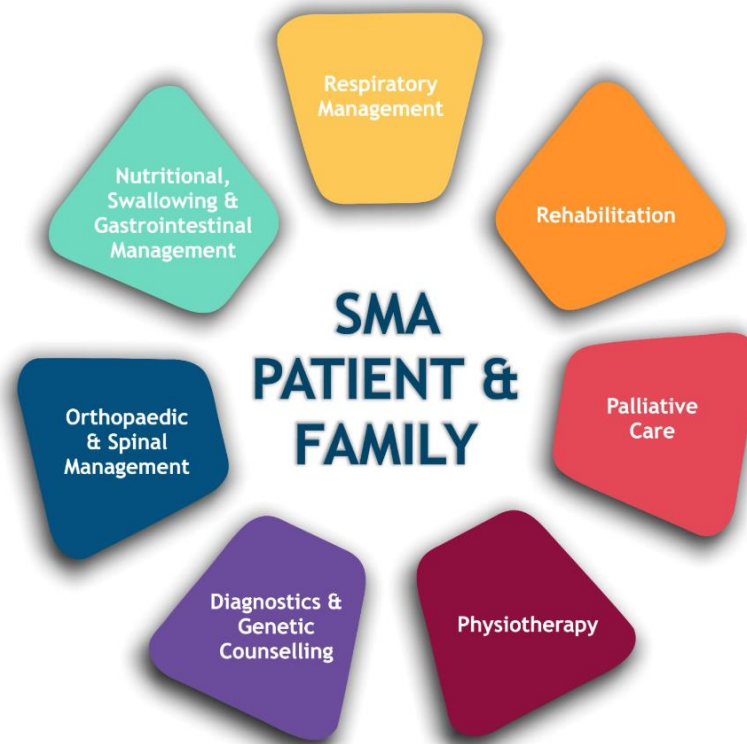 Respiratory
Management
Rehabilitation
Palliative
Care
Physiotherapy
Diagnostics &
Genetic
Counselling
Orthopaedic
& Spinal
Management
Nutritional,
Swallowing &
Gastrointestinal
Management
SMA
PATIENT &
FAMILY